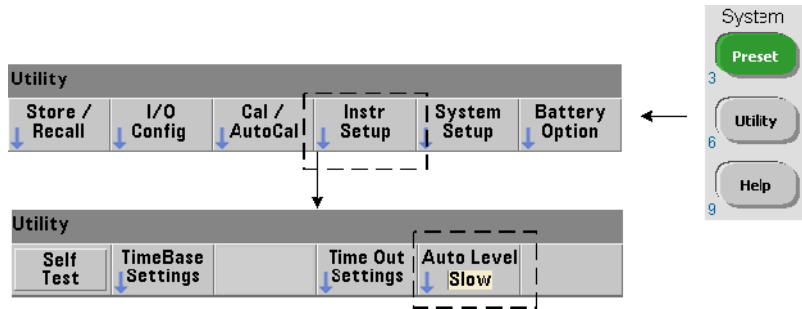 System
Preset
3
Utility
6
Help
9
Utility
Store / Recall
I/O Config
Cal / AutoCal
Instr Setup
System Setup
Battery Option
Utility
Self Test
TimeBase Settings
Time Out Settings
Auto Level
Slow